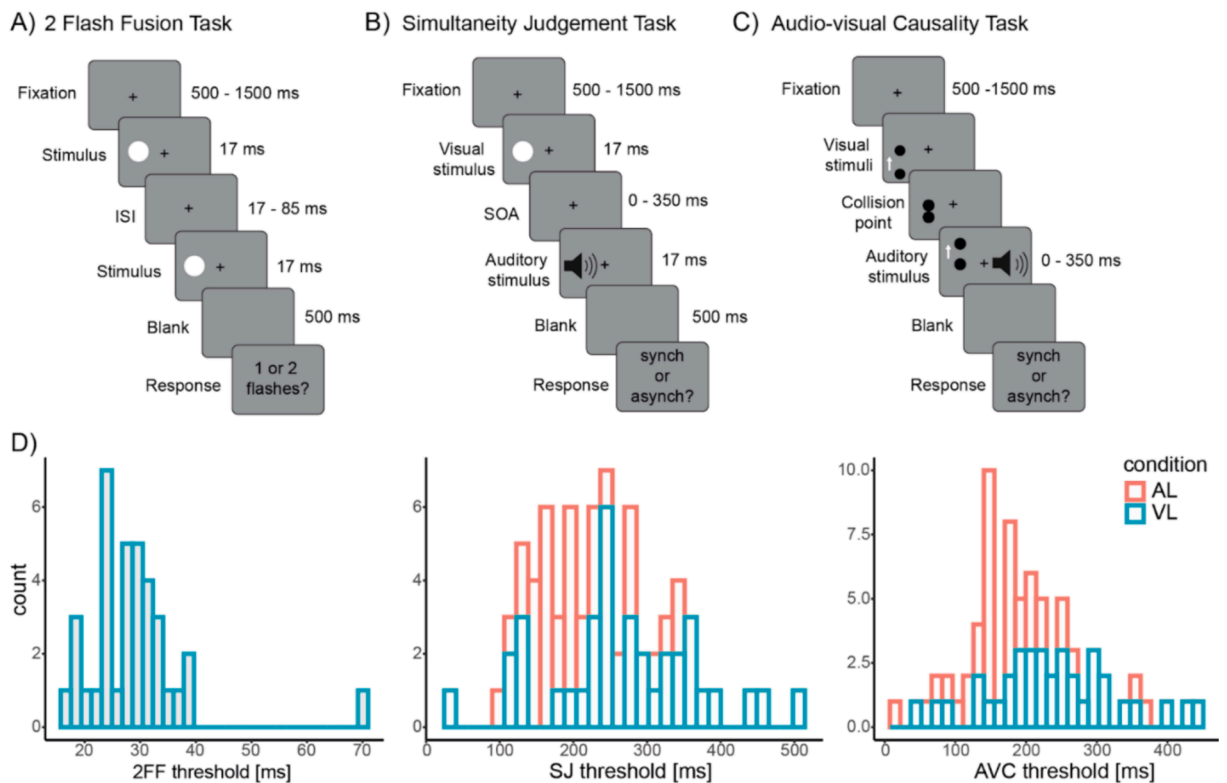 A) 2 Flash Fusion Task
Fixation
500 - 1500 ms
Stimulus
17 ms
ISI
17 - 85 ms
Stimulus
17 ms
Blank
500 ms
Response
1 or 2
flashes?
B) Simultaneity Judgement Task
Fixation
500 - 1500 ms
Visual
stimulus
17 ms
SOA
0 - 350 ms
Auditory
stimulus
17 ms
Blank
500 ms
Response
synch
or
asynch?
C) Audio-visual Causality Task
Fixation
500 -1500 ms
Visual
stimuli
Collision
point
Auditory
stimulus
0 - 350 ms
Blank
Response
synch
or
asynch?
D)
count
6
4
2
0
20 30 40 50 60 70
2FF threshold [ms]
6
4
2
0
0 100 200 300 400 500
SJ threshold [ms]
10.0
7.5
5.0
2.5
0.0
0 100 200 300 400
AVC threshold [ms]
condition
AL
VL